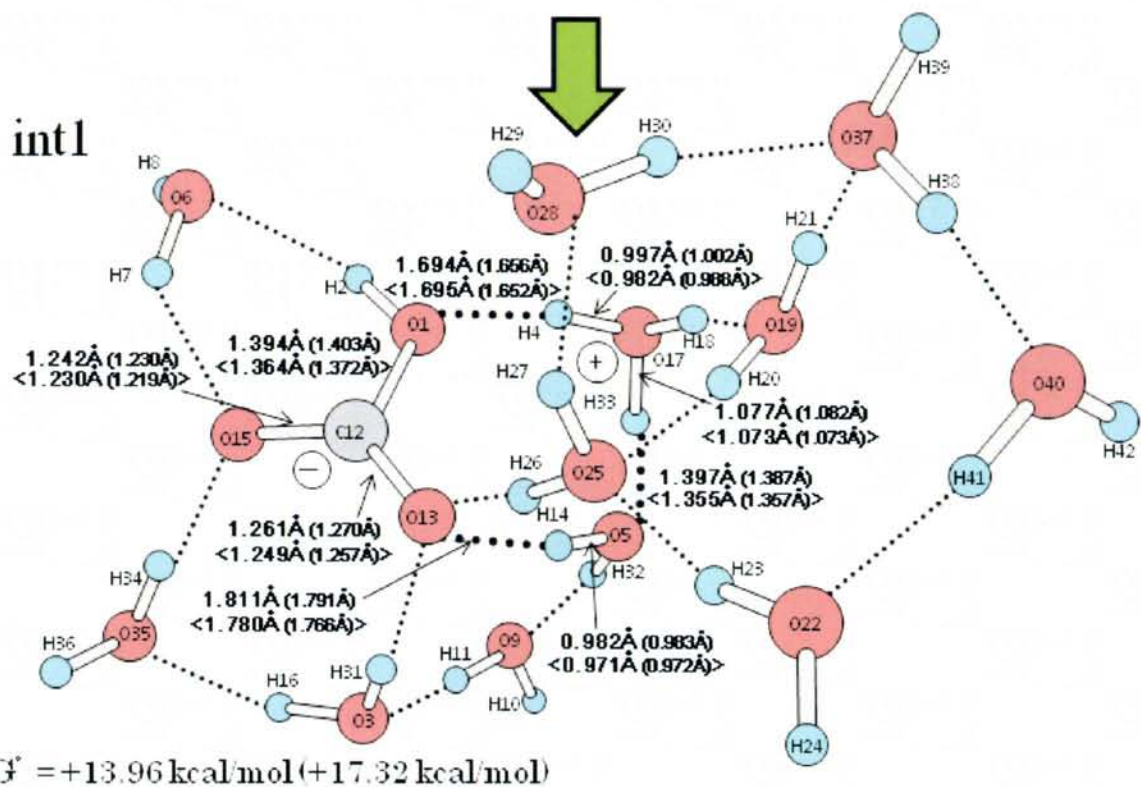 int1
H39
H29
H30
O37
H8
O6
O28
H38
H21
H7
H2
1.694Å (1.656Å)
<1.695Å (1.652Å)>
0.997Å (1.002Å)
<0.982Å (0.988Å)>
O1
H4
O17
H18
O19
1.242Å (1.230Å)
<1.230Å (1.219Å)>
1.394Å (1.403Å)
<1.364Å (1.372Å)>
H27
+
H20
H33
O40
1.077Å (1.082Å)
<1.073Å (1.073Å)>
O15
C12
−
H42
H26
O25
H41
1.397Å (1.387Å)
<1.355Å (1.357Å)>
O13
H14
O5
1.261Å (1.270Å)
<1.249Å (1.257Å)>
H34
H32
H23
1.811Å (1.791Å)
<1.780Å (1.766Å)>
O22
O35
H36
O9
0.982Å (0.983Å)
<0.971Å (0.972Å)>
H11
H31
H16
O3
H10
H24
= +13.96 kcal/mol (+17.32 kcal/mol)